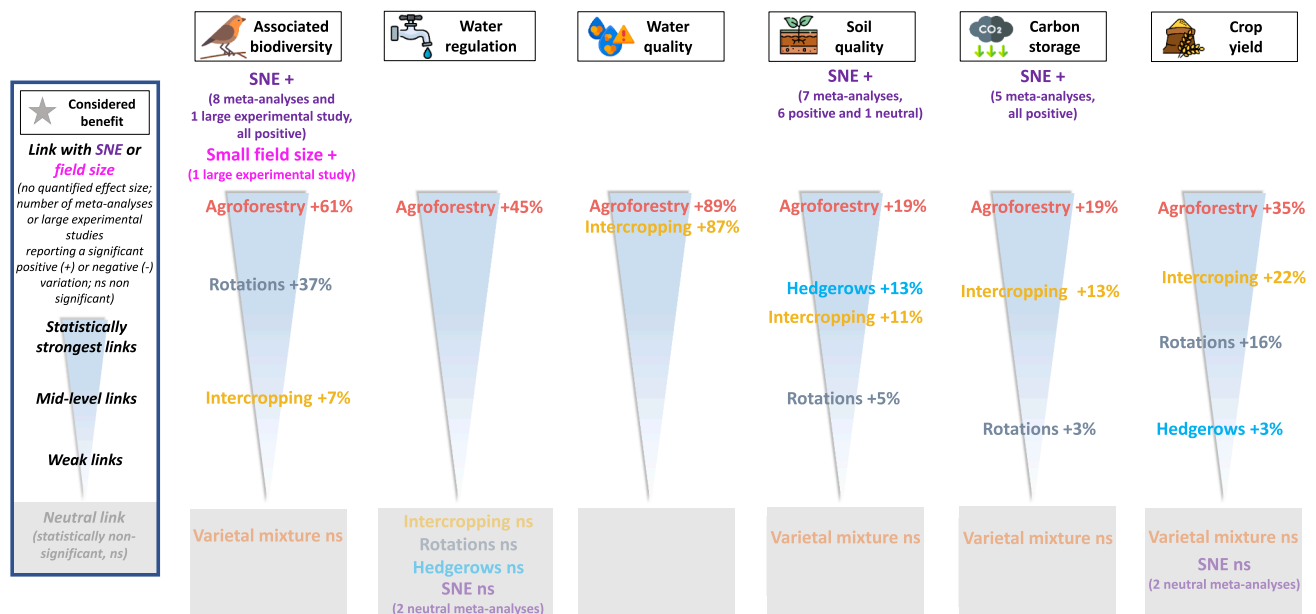 Associated
biodiversity
Water
regulation
Water
quality
Soil
quality
CO₂
Carbon
storage
Crop
yield
Considered
benefit
Link with SNE or
field size
(no quantified effect size;
number of meta-analyses
or large experimental
studies
reporting a significant
positive (+) or negative (-)
variation; ns non
significant)
Statistically
strongest links
Mid-level links
Weak links
Neutral link
(statistically non-
significant, ns)
SNE +
(8 meta-analyses and
1 large experimental study,
all positive)
Small field size +
(1 large experimental study)
Agroforestry +61%
Rotations +37%
Intercropping +7%
Varietal mixture ns
Agroforestry +45%
Intercropping ns
Rotations ns
Hedgerows ns
SNE ns
(2 neutral meta-analyses)
Agroforestry +89%
Intercropping +87%
SNE +
(7 meta-analyses,
6 positive and 1 neutral)
Agroforestry +19%
Hedgerows +13%
Intercropping +11%
Rotations +5%
Varietal mixture ns
SNE +
(5 meta-analyses,
all positive)
Agroforestry +19%
Intercropping +13%
Rotations +3%
Varietal mixture ns
Agroforestry +35%
Intercroping +22%
Rotations +16%
Hedgerows +3%
Varietal mixture ns
SNE ns
(2 neutral meta-analyses)